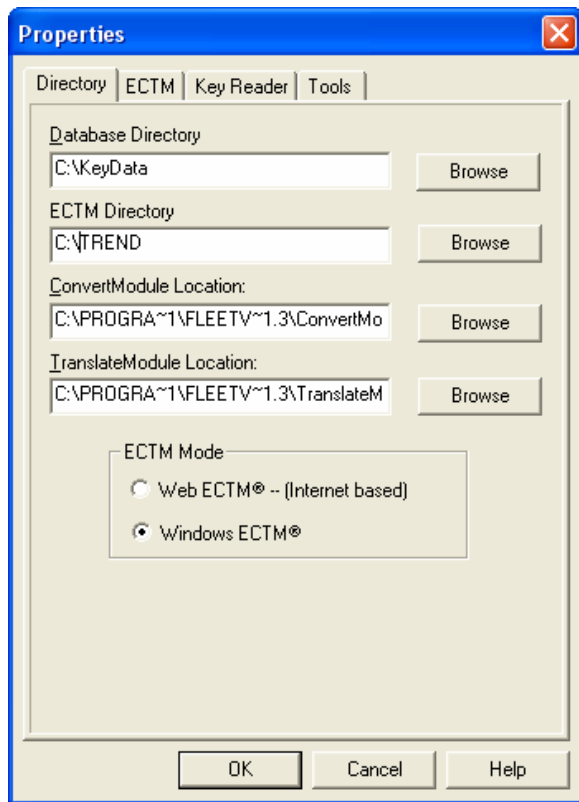 Properties
Directory ECTM Key Reader Tools
Database Directory
C:\KeyData Browse
ECTM Directory
C:\TREND Browse
ConvertModule Location:
C:\PROGRA~1\FLEETV~1.3\ConvertMo Browse
TranslateModule Location:
C:\PROGRA~1\FLEETV~1.3\TranslateM Browse
ECTM Mode
Web ECTM® -- (Internet based)
Windows ECTM®
OK Cancel Help